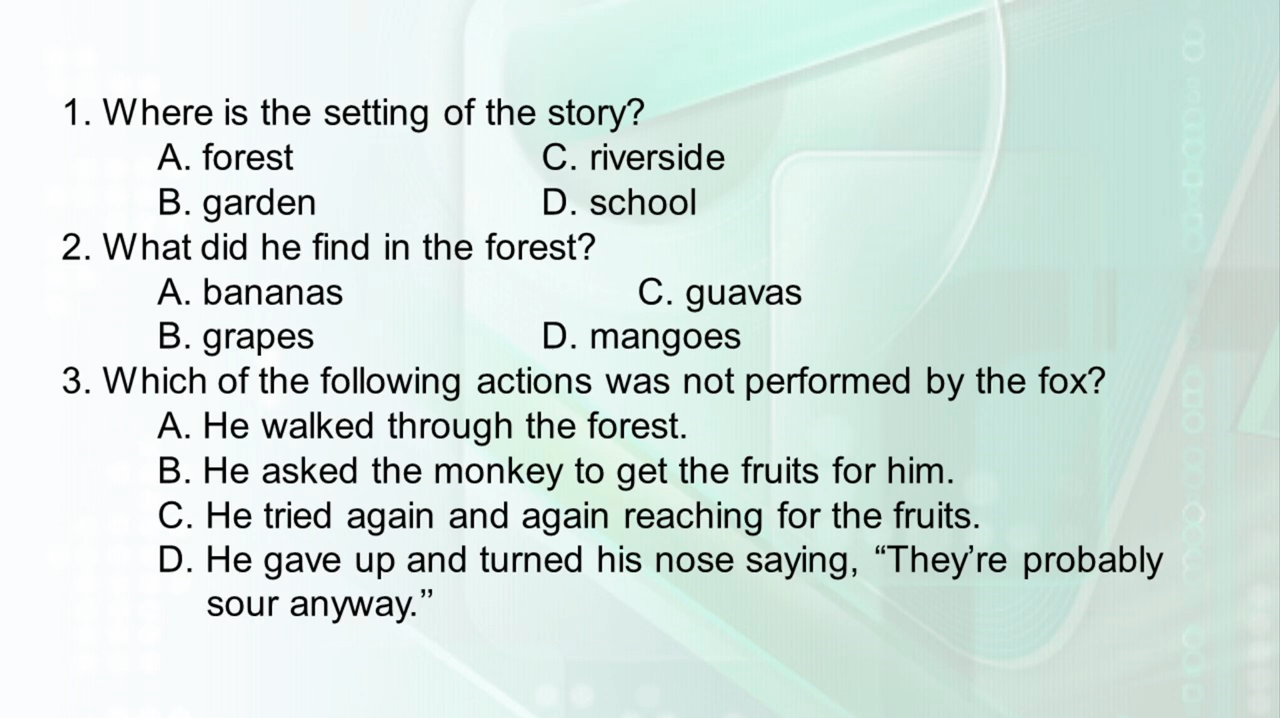 1. Where is the setting of the story?
A. forest C. riverside
B. garden D. school
2. What did he find in the forest?
A. bananas C. guavas
B. grapes D. mangoes
3. Which of the following actions was not performed by the fox?
A. He walked through the forest.
B. He asked the monkey to get the fruits for him.
C. He tried again and again reaching for the fruits.
D. He gave up and turned his nose saying, “They’re probably
sour anyway.”